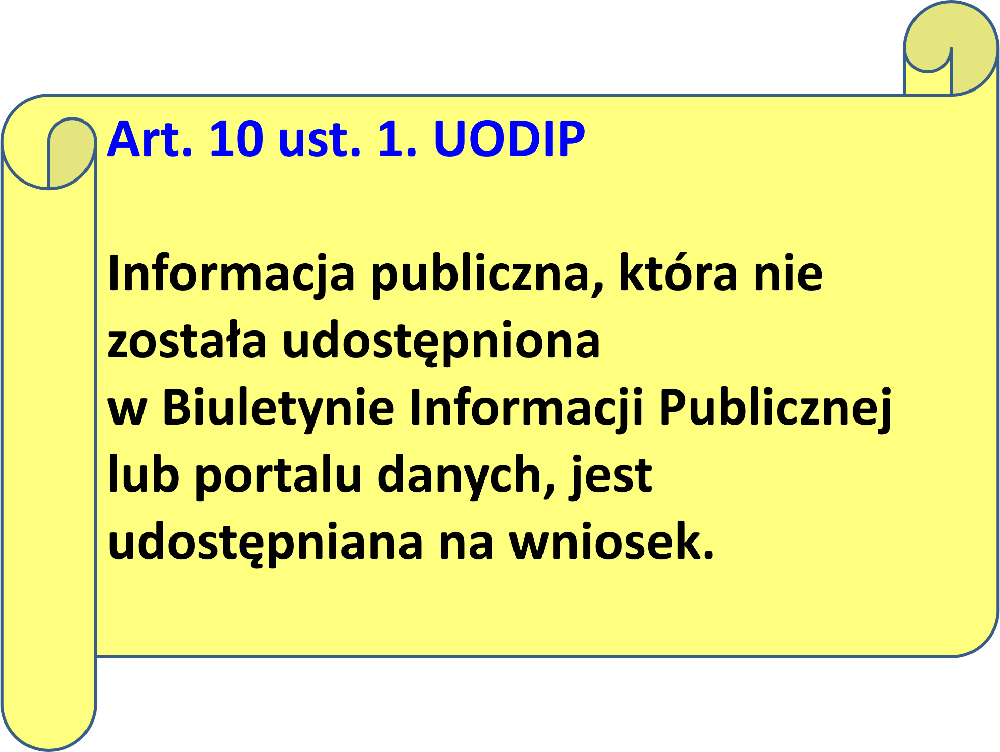 Art. 10 ust. 1. UODIP
Informacja publiczna, która nie
została udostępniona
w Biuletynie Informacji Publicznej
lub portalu danych, jest
udostępniana na wniosek.